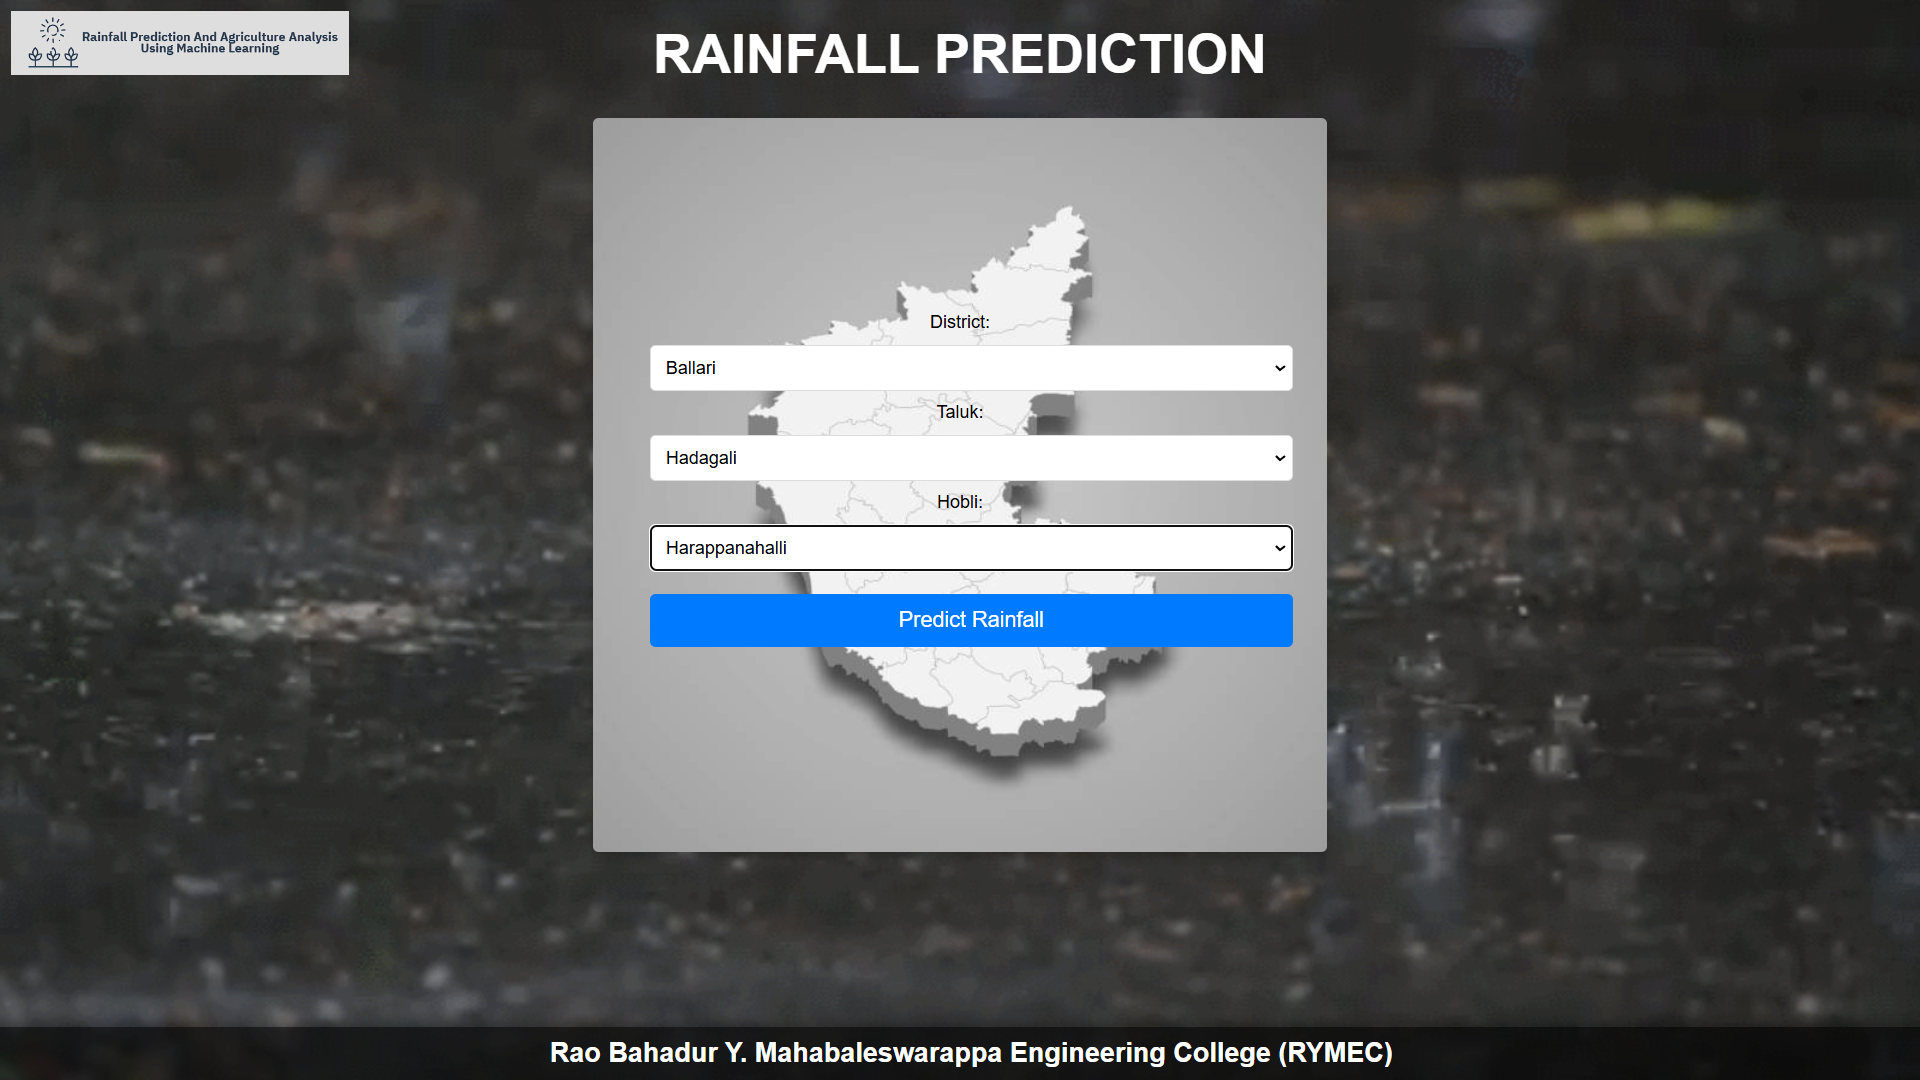 Rainfall Prediction And Agriculture Analysis
Using Machine Learning
RAINFALL PREDICTION
District:
Ballari
Taluk:
Hadagali
Hobli:
Harappanahalli
Predict Rainfall
Rao Bahadur Y. Mahabaleswarappa Engineering College (RYMEC)